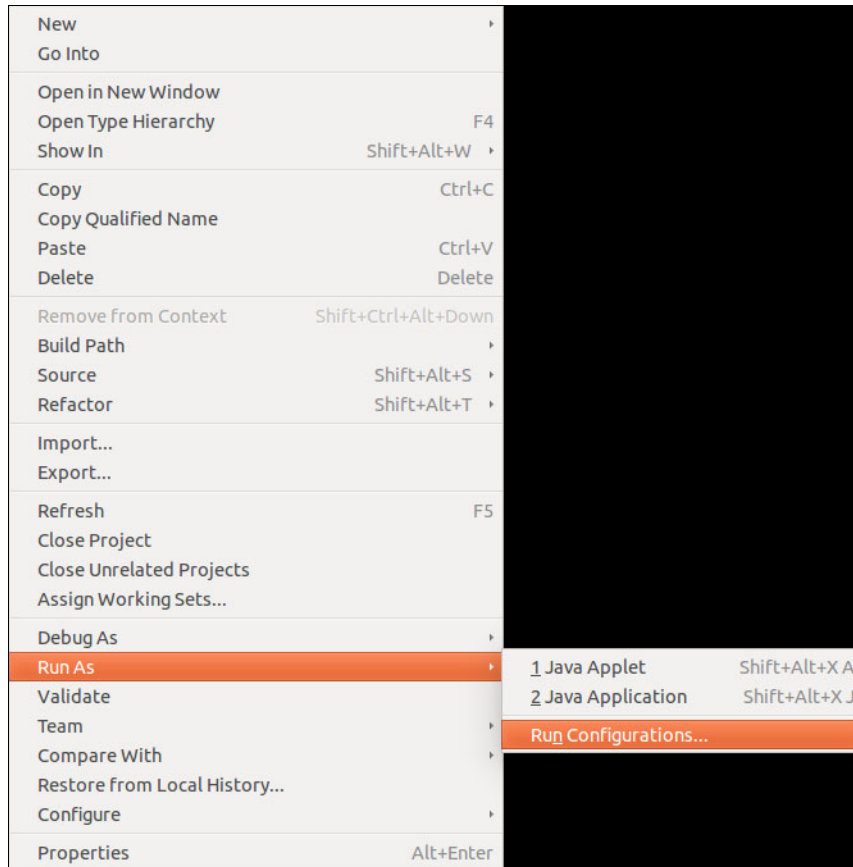 New
Go Into
Open in New Window
Open Type Hierarchy F4
Show In Shift+Alt+W
Copy Ctrl+C
Copy Qualified Name
Paste Ctrl+V
Delete Delete
Remove from Context Shift+Ctrl+Alt+Down
Build Path
Source Shift+Alt+S
Refactor Shift+Alt+T
Import...
Export...
Refresh F5
Close Project
Close Unrelated Projects
Assign Working Sets...
Debug As
Run As
1 Java Applet Shift+Alt+X A
Validate
2 Java Application Shift+Alt+X J
Team
Run Configurations...
Compare With
Restore from Local History...
Configure
Properties Alt+Enter